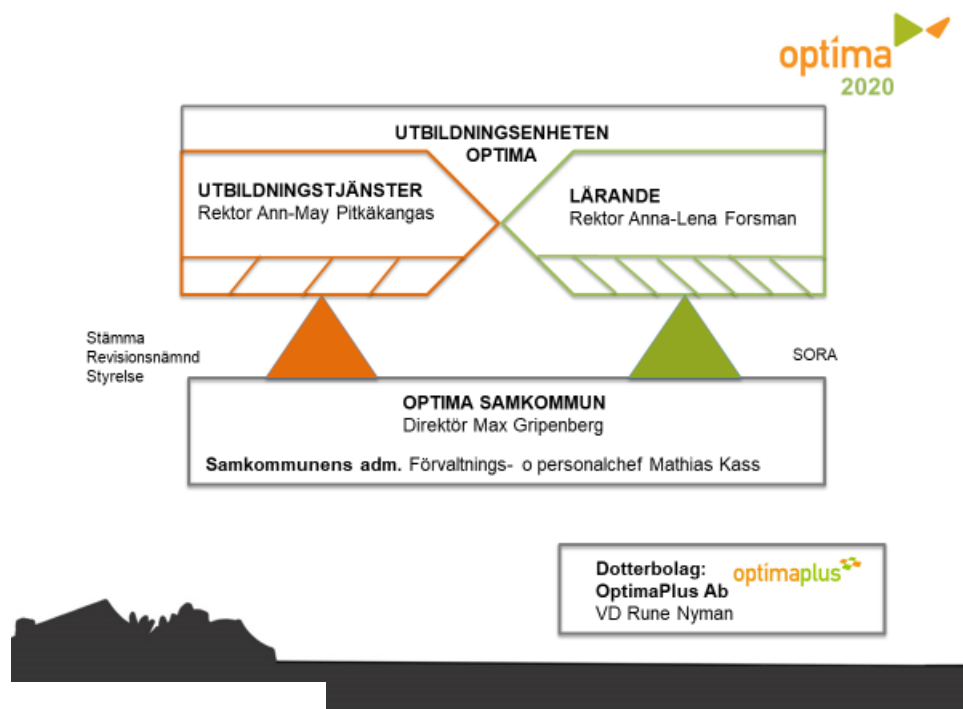 optima
2020
UTBILDNINGSENHETEN
OPTIMA
UTBILDNINGSTJÄNSTER
Rektor Ann-May Pitkäkangas
LÄRANDE
Rektor Anna-Lena Forsman
Stämma
Revisionsnämnd
Styrelse
SORA
OPTIMA SAMKOMMUN
Direktör Max Gripenberg
Samkommunens adm. Förvaltnings- o personalchef Mathias Kass
Dotterbolag:
optimaplus
OptimaPlus Ab
VD Rune Nyman